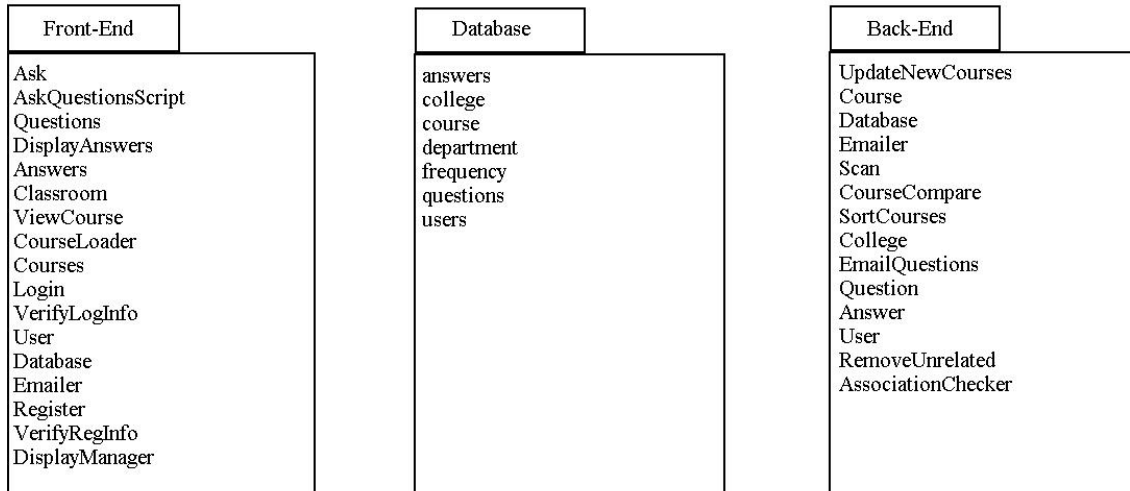 Front-End
Ask
AskQuestionsScript
Questions
DisplayAnswers
Answers
Classroom
ViewCourse
CourseLoader
Courses
Login
VerifyLogInfo
User
Database
Emailer
Register
VerifyRegInfo
DisplayManager
Database
answers
college
course
department
frequency
questions
users
Back-End
UpdateNewCourses
Course
Database
Emailer
Scan
CourseCompare
SortCourses
College
EmailQuestions
Question
Answer
User
RemoveUnrelated
AssociationChecker